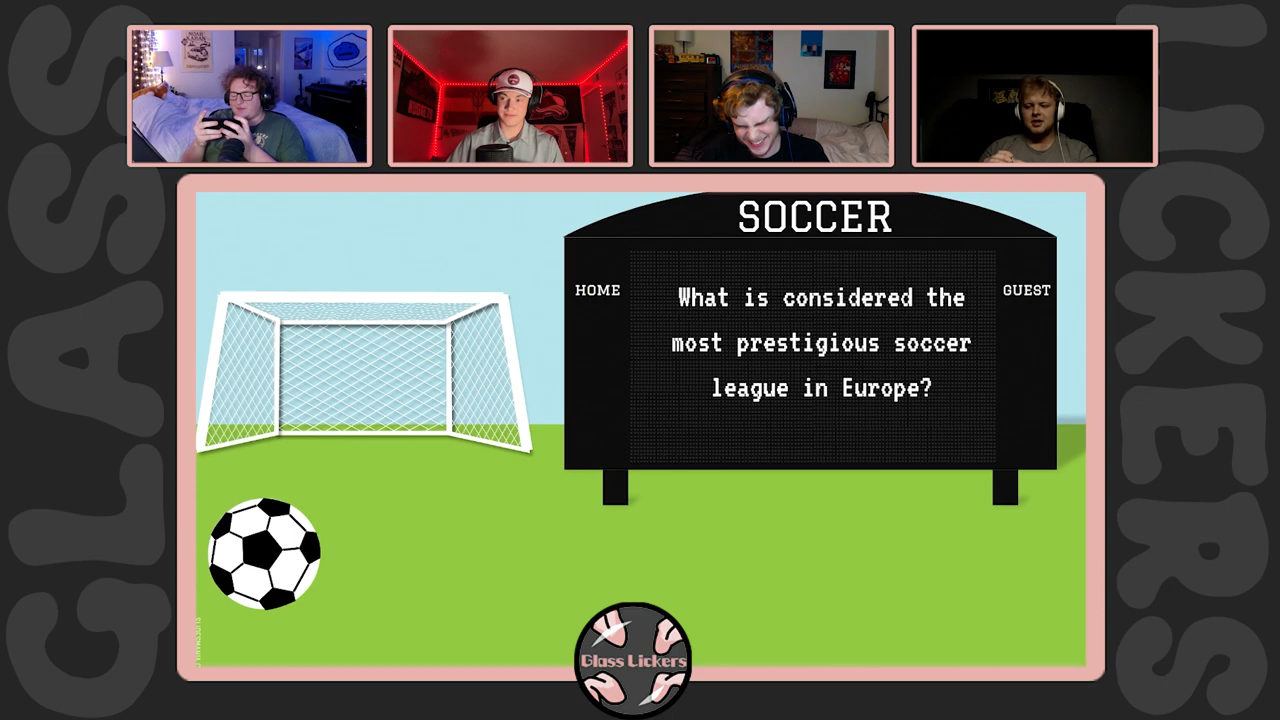 GLASS
LICKERS
SOCCER
HOME
GUEST
What is considered the
most prestigious soccer
league in Europe?
Glass Lickers